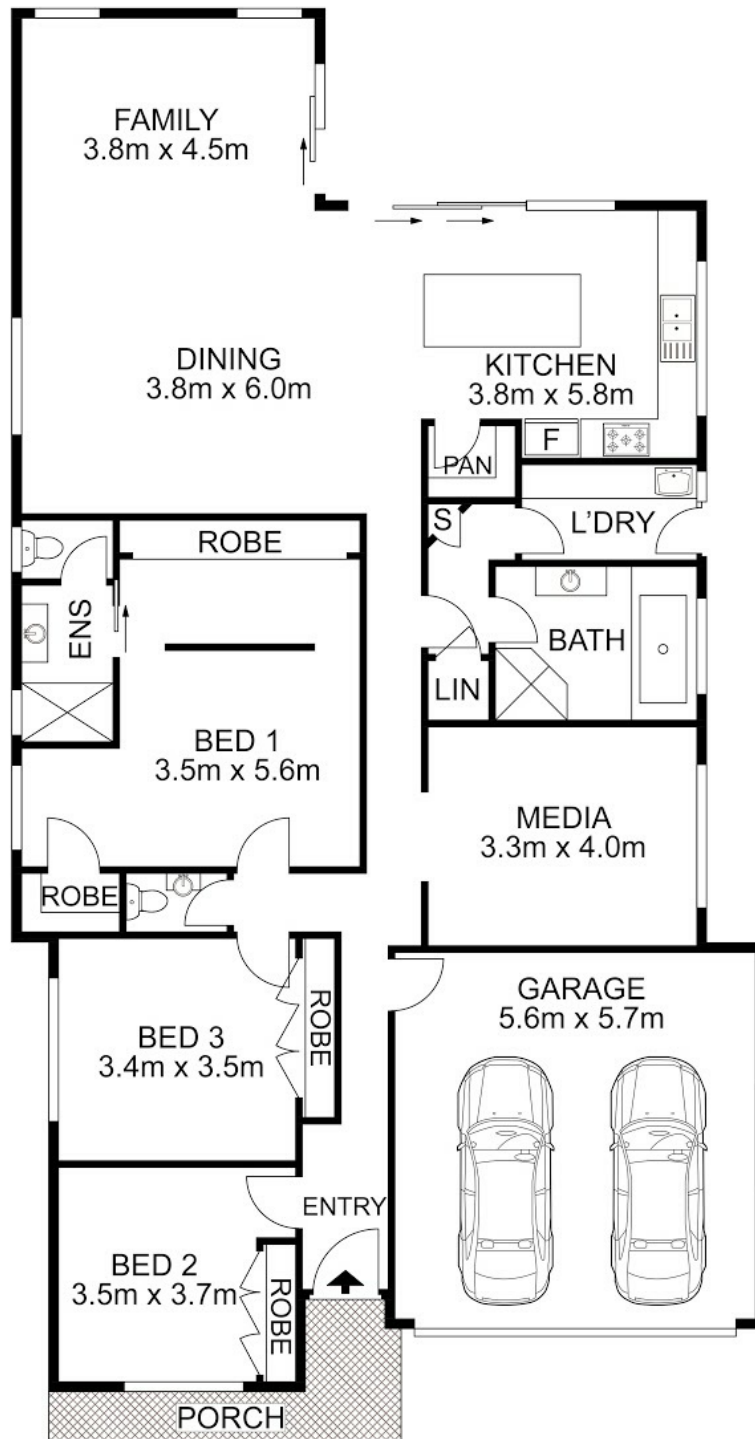 FAMILY
3.8m x 4.5m
DINING
3.8m x 6.0m
KITCHEN
3.8m x 5.8m
F
PAN
S
L'DRY
ROBE
ENS
BATH
LIN
BED 1
3.5m x 5.6m
MEDIA
3.3m x 4.0m
ROBE
GARAGE
5.6m x 5.7m
BED 3
3.4m x 3.5m
ROBE
ENTRY
BED 2
3.5m x 3.7m
ROBE
PORCH